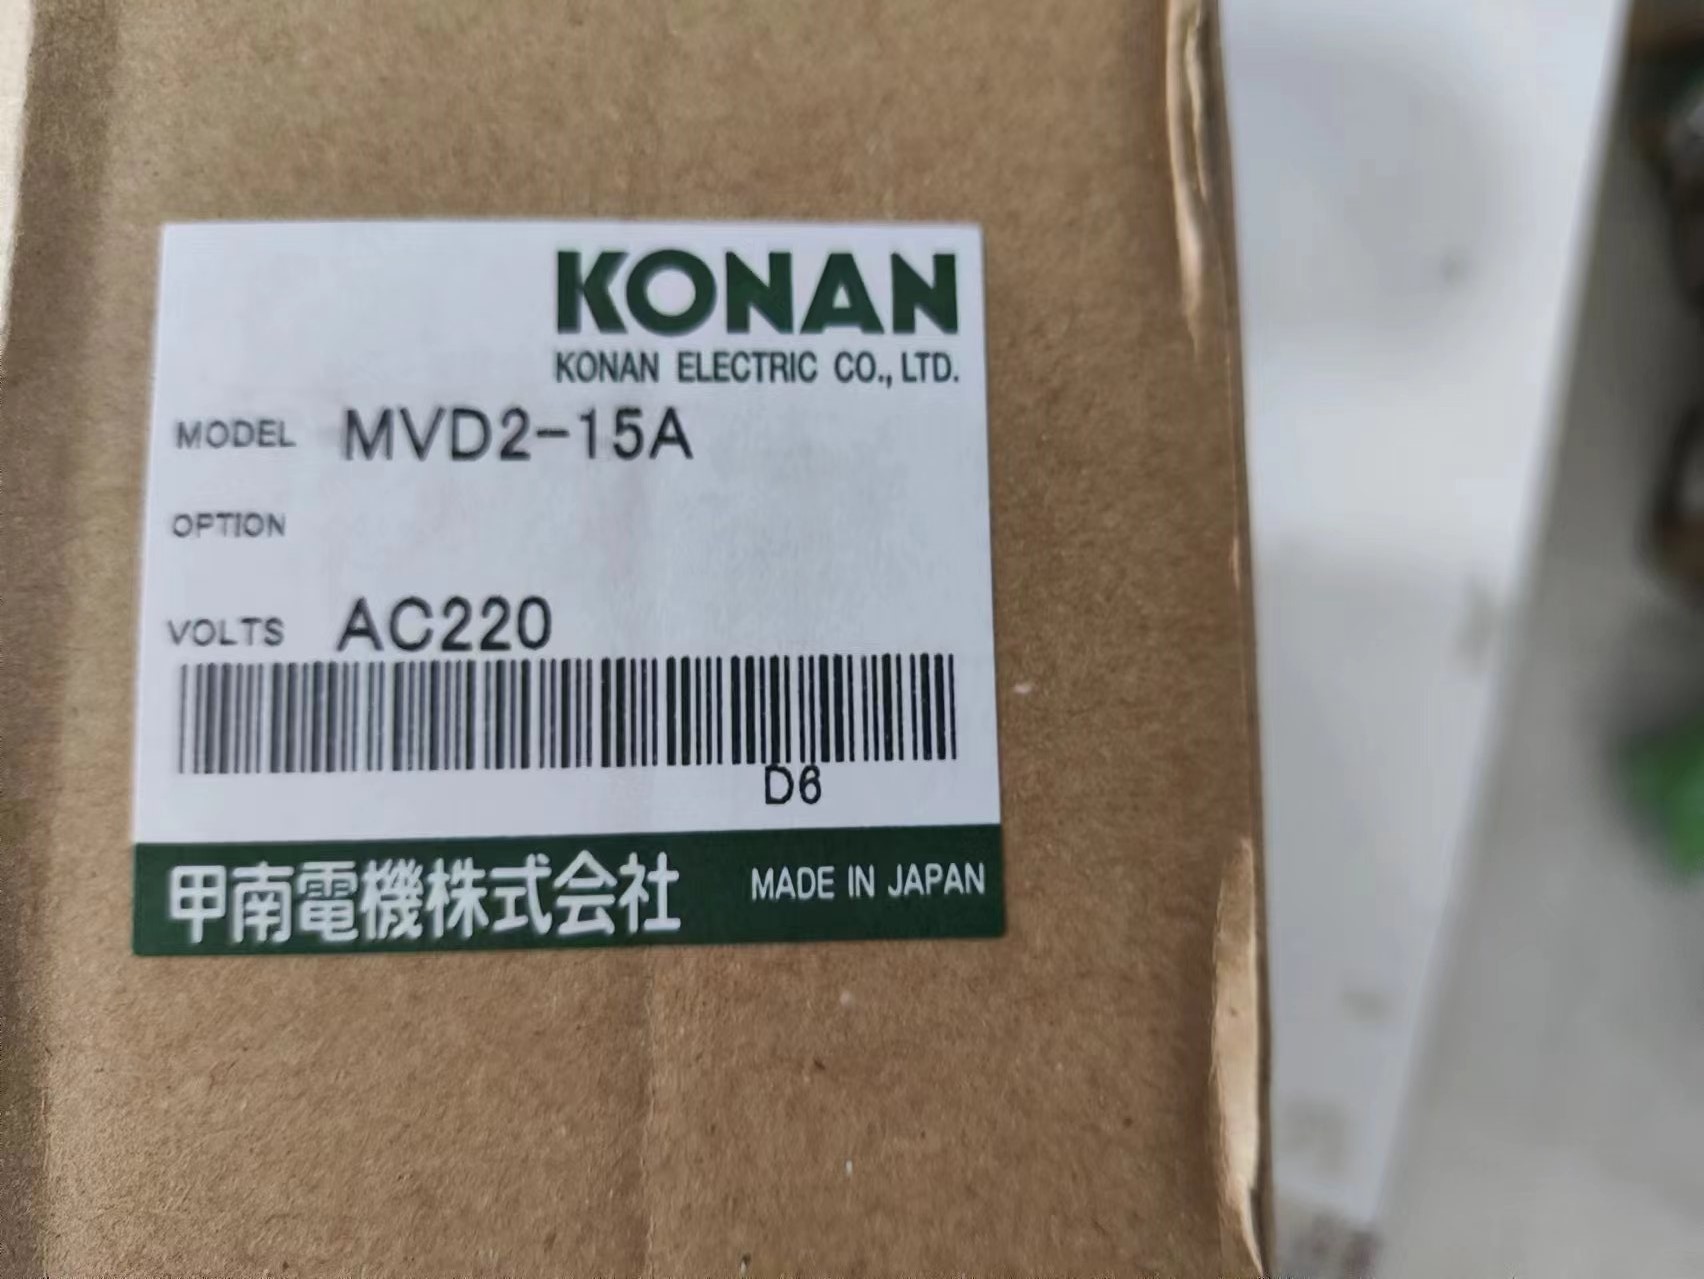 KONAN
KONAN ELECTRIC CO., LTD.
MODEL MVD2-15A
OPTION
VOLTS AC220
D6
甲南電機株式会社 MADE IN JAPAN